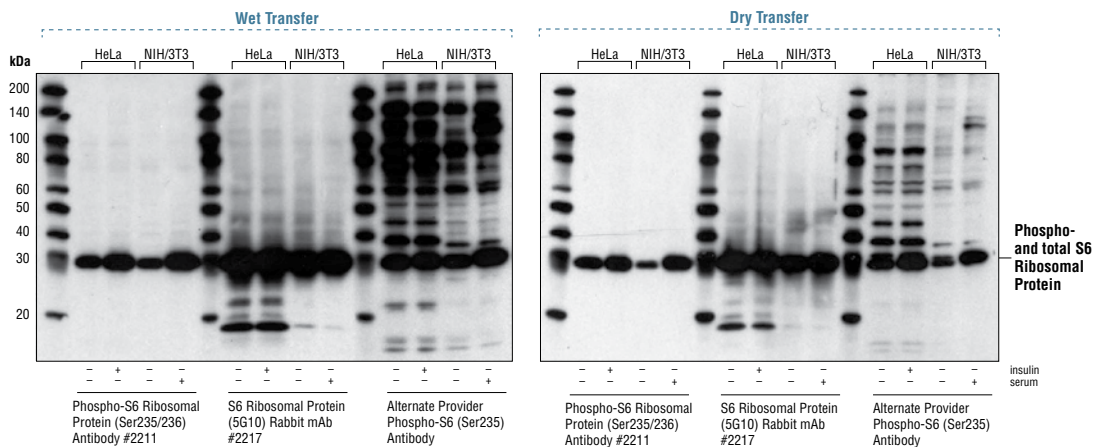 Wet Transfer
Dry Transfer
HeLa NIH/3T3 HeLa NIH/3T3 HeLa NIH/3T3
HeLa NIH/3T3 HeLa NIH/3T3 HeLa NIH/3T3
kDa
200
140
100
80
60
50
40
30
20
Phospho-
and total S6
Ribosomal
Protein
– + – – – + – – – + – –
– – – + – – – + – – – +
– + – – – + – – – + – – insulin
– – – + – – – + – – – + serum
Phospho-S6 Ribosomal
Protein (Ser235/236)
Antibody #2211
S6 Ribosomal Protein
(5G10) Rabbit mAb
#2217
Alternate Provider
Phospho-S6 (Ser235)
Antibody
Phospho-S6 Ribosomal
Protein (Ser235/236)
Antibody #2211
S6 Ribosomal Protein
(5G10) Rabbit mAb
#2217
Alternate Provider
Phospho-S6 (Ser235)
Antibody